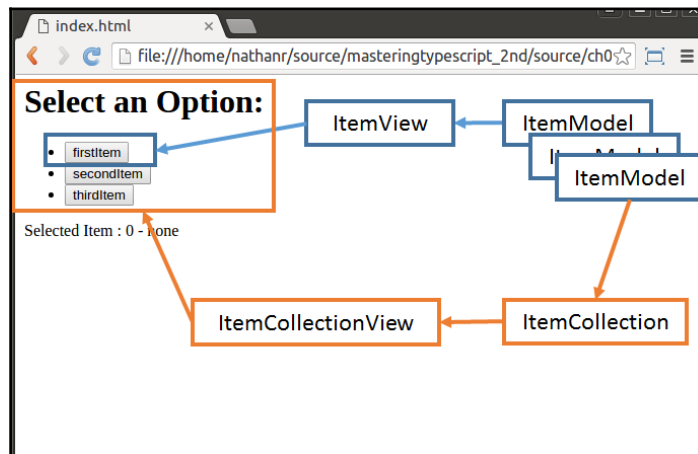 index.html
file:///home/nathanr/source/masteringtypescript_2nd/source/ch0
Select an Option:
ItemView
ItemModel
ItemModel
firstItem
secondItem
ItemModel
thirdItem
Selected Item : 0 - none
ItemCollectionView
ItemCollection